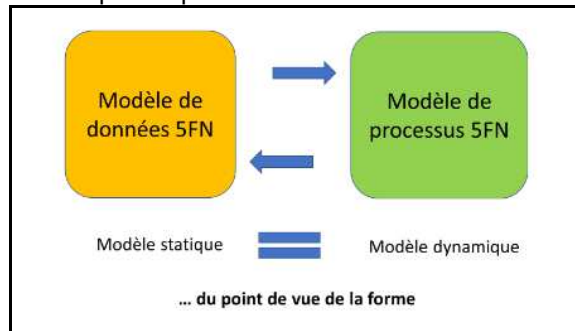 Modèle de
données 5FN
Modèle de
processus 5FN
Modèle statique
Modèle dynamique
... du point de vue de la forme